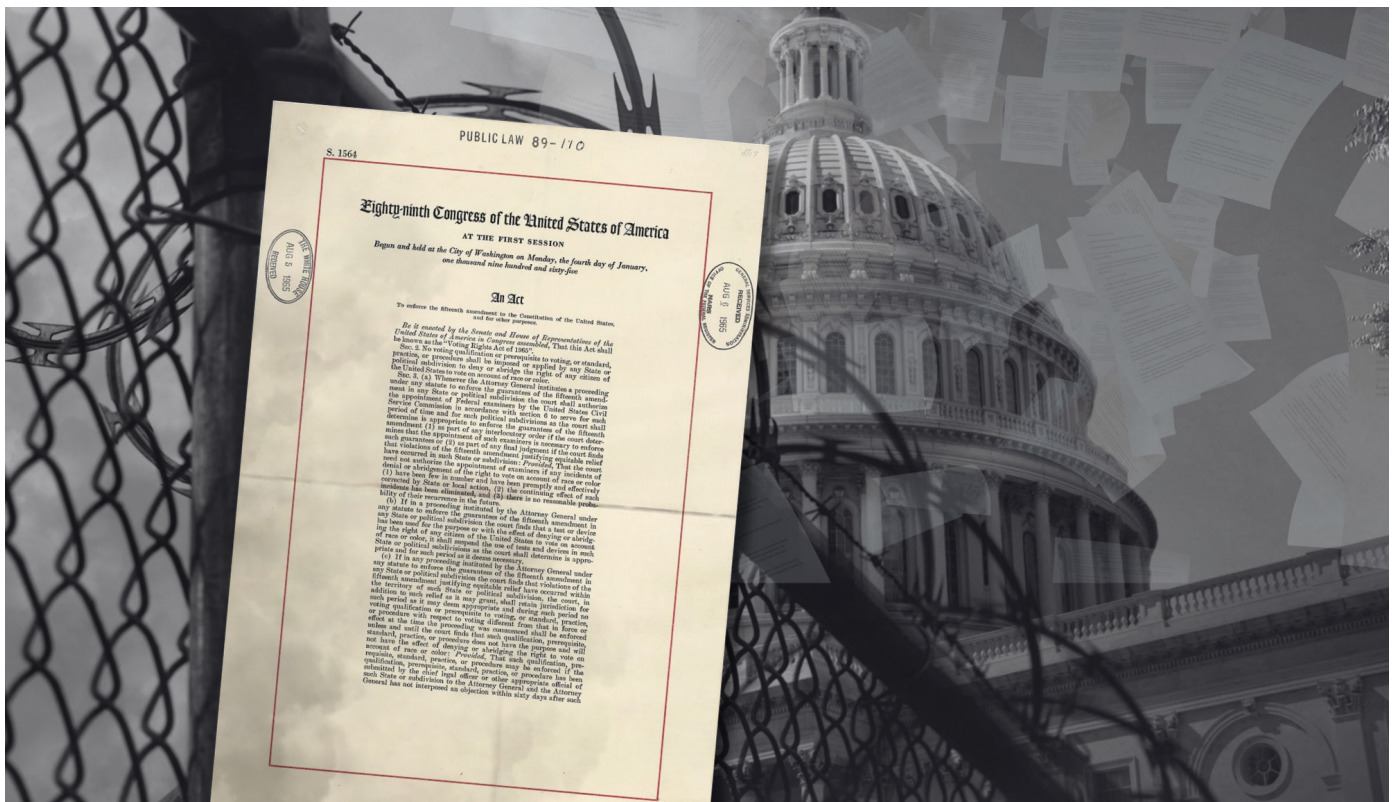 PUBLIC LAW 89-110
S. 1564
Eighty-ninth Congress of the United States of America
AT THE FIRST SESSION
Begun and held at the City of Washington on Monday, the fourth day of January,
one thousand nine hundred and sixty-five
An Act
To enforce the fifteenth amendment to the Constitution of the United States,
and for other purposes.
Be it enacted by the Senate and House of Representatives of the
United States of America in Congress assembled, That this Act shall
be known as the "Voting Rights Act of 1965".
SEC. 2. No voting qualification or prerequisite to voting, or standard,
practice, or procedure shall be imposed or applied by any State or
political subdivision to deny or abridge the right of any citizen of
the United States to vote on account of race or color.
SEC. 3. (a) Whenever the Attorney General institutes a proceeding
under any statute to enforce the guarantees of the fifteenth amend-
ment in any State or political subdivision the court shall authorize
the appointment of Federal examiners by the United States Civil
Service Commission in accordance with section 6 to serve for such
period of time and for such political subdivisions as the court shall
determine is appropriate to enforce the guarantees of the fifteenth
amendment (1) as part of any interlocutory order if the court deter-
mines that the appointment of such examiners is necessary to enforce
such guarantees or (2) as part of any final judgment if the court finds
that violations of the fifteenth amendment justifying equitable relief
have occurred in such State or subdivision: Provided, That the court
need not authorize the appointment of examiners if any incidents of
denial or abridgement of the right to vote on account of race or color
(1) have been few in number and have been promptly and effectively
corrected by State or local action, (2) the continuing effect of such
incidents has been eliminated, and (3) there is no reasonable proba-
bility of their recurrence in the future.
(b) If in a proceeding instituted by the Attorney General under
any statute to enforce the guarantees of the fifteenth amendment in
any State or political subdivision the court finds that a test or device
has been used for the purpose or with the effect of denying or abridg-
ing the right of any citizen of the United States to vote on account
of race or color, it shall suspend the use of tests and devices in such
State or political subdivisions as the court shall determine is appro-
priate and for such period as it deems necessary.
(c) If in any proceeding instituted by the Attorney General under
any statute to enforce the guarantees of the fifteenth amendment in
any State or political subdivision the court finds that violations of the
fifteenth amendment justifying equitable relief have occurred within
the territory of such State or political subdivision, the court, in
addition to such relief as it may grant, shall retain jurisdiction for
such period as it may deem appropriate and during such period no
voting qualification or prerequisite to voting, or standard, practice,
or procedure with respect to voting different from that in force or
effect at the time the proceeding was commenced shall be enforced
unless and until the court finds that such qualification, prerequisite,
standard, practice, or procedure does not have the purpose and will
not have the effect of denying or abridging the right to vote on
account of race or color: Provided, That such qualification, pre-
requisite, standard, practice, or procedure may be enforced if the
qualification, prerequisite, standard, practice, or procedure has been
submitted by the chief legal officer or other appropriate official of
such State or subdivision to the Attorney General and the Attorney
General has not interposed an objection within sixty days after such
THE WHITE HOUSE
AUG 5 1965
RECEIVED
GENERAL SERVICES
RECEIVED
AUG 6 1965